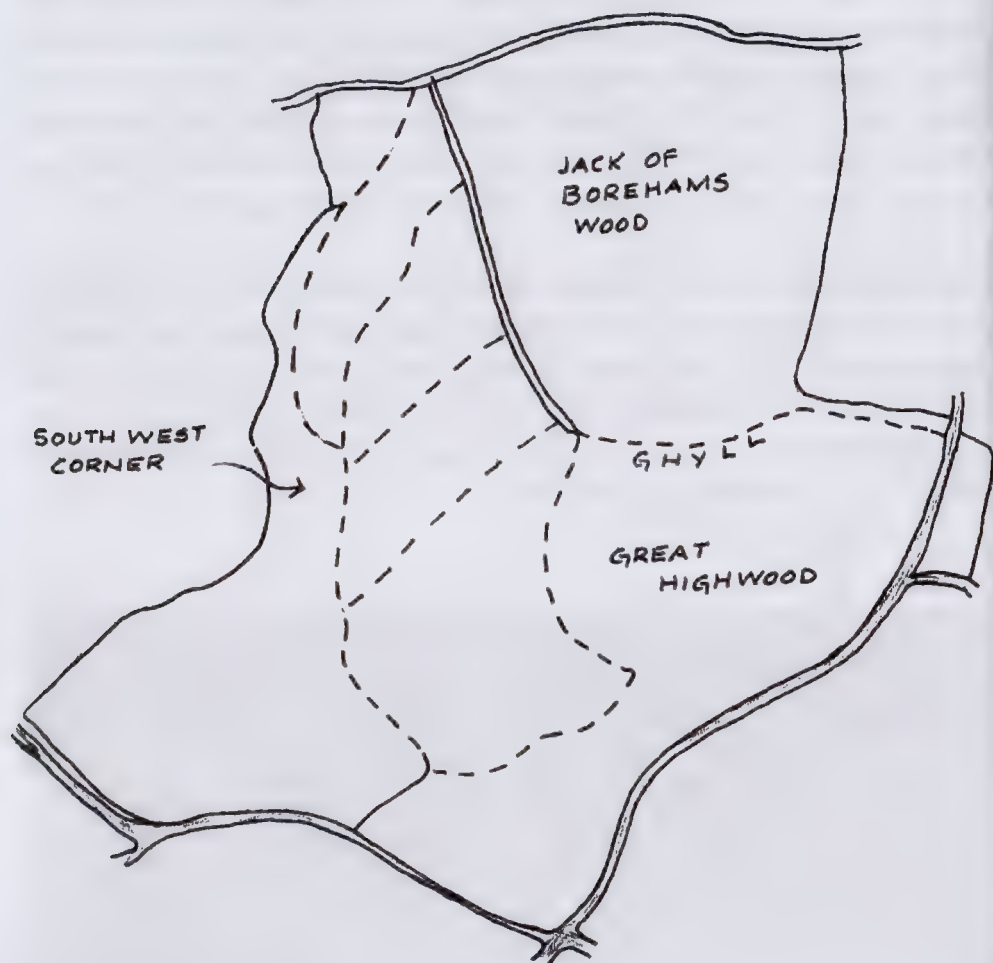 JACK OF
BOREHAMS
WOOD
SOUTH WEST
CORNER
GHYLL
GREAT
HIGHWOOD